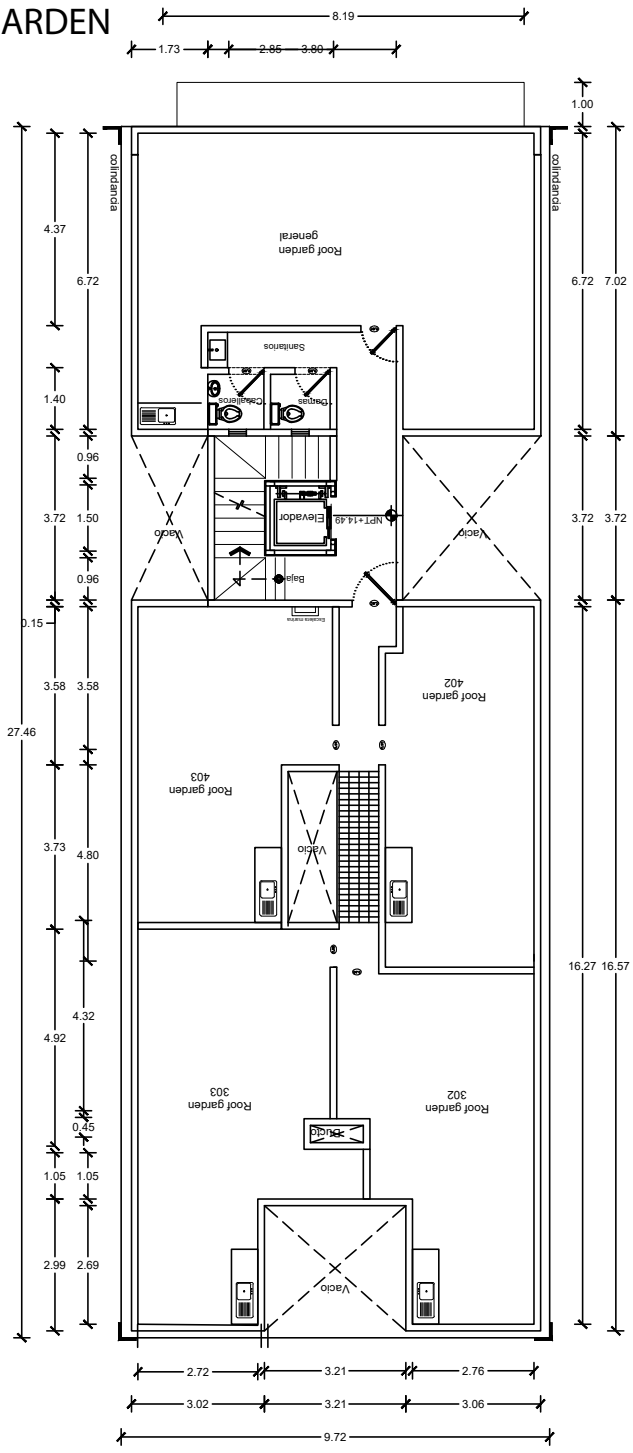 ARDEN
8.19
1.73
2.85
3.80
1.00
colindancia
colindancia
4.37
6.72
6.72
7.02
Roof garden
general
Sanitarios
1.40
Caballeros
Damas
0.96
3.72
1.50
3.72
3.72
Vacio
Elevador
NPT+14.49
Vacio
0.96
Baja
0.15
Escalera marina
3.58
3.58
Roof garden
402
27.46
Roof garden
403
3.73
4.80
Vacio
16.27
16.57
4.32
4.92
Roof garden
303
Roof garden
302
0.45
Ducto
1.05
1.05
2.99
2.69
Vacio
2.72
3.21
2.76
3.02
3.21
3.06
9.72